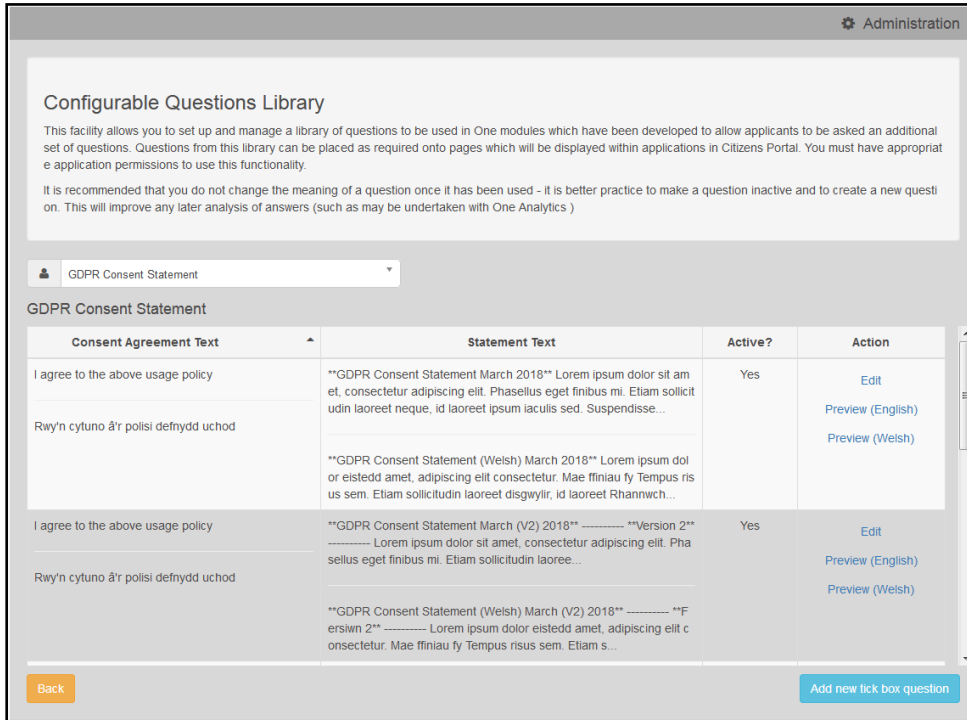 Administration
Configurable Questions Library
This facility allows you to set up and manage a library of questions to be used in One modules which have been developed to allow applicants to be asked an additional
set of questions. Questions from this library can be placed as required onto pages which will be displayed within applications in Citizens Portal. You must have appropriat
e application permissions to use this functionality.
It is recommended that you do not change the meaning of a question once it has been used - it is better practice to make a question inactive and to create a new questi
on. This will improve any later analysis of answers (such as may be undertaken with One Analytics )
GDPR Consent Statement
GDPR Consent Statement
Consent Agreement Text Statement Text Active? Action
I agree to the above usage policy
Rwy'n cytuno â'r polisi defnydd uchod
**GDPR Consent Statement March 2018** Lorem ipsum dolor sit am
et, consectetur adipiscing elit. Phasellus eget finibus mi. Etiam sollicit
udin laoreet neque, id laoreet ipsum iaculis sed. Suspendisse...
**GDPR Consent Statement (Welsh) March 2018** Lorem ipsum dol
or eistedd amet, adipiscing elit consectetur. Mae ffiniau fy Tempus ris
us sem. Etiam sollicitudin laoreet disgwylir, id laoreet Rhannwch...
Yes
Edit
Preview (English)
Preview (Welsh)
I agree to the above usage policy
Rwy'n cytuno â'r polisi defnydd uchod
**GDPR Consent Statement March (V2) 2018** ---------- **Version 2**
---------- Lorem ipsum dolor sit amet, consectetur adipiscing elit. Pha
sellus eget finibus mi. Etiam sollicitudin laoree...
**GDPR Consent Statement (Welsh) March (V2) 2018** ---------- **F
ersiwn 2** ---------- Lorem ipsum dolor eistedd amet, adipiscing elit c
onsectetur. Mae ffiniau fy Tempus risus sem. Etiam s...
Yes
Edit
Preview (English)
Preview (Welsh)
Back
Add new tick box question